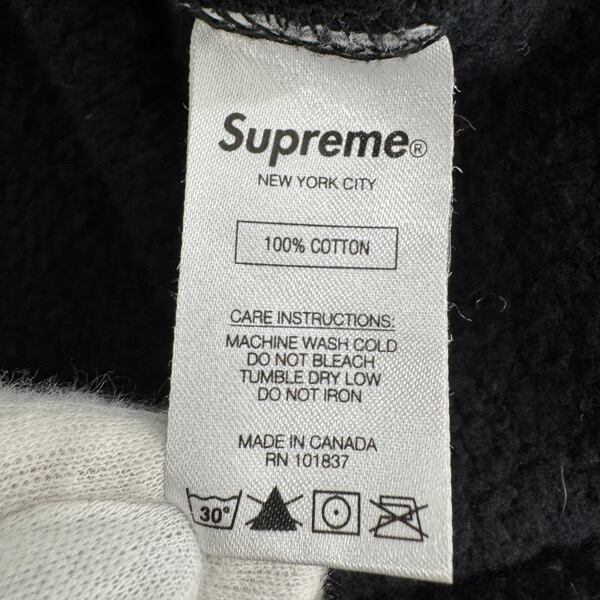 Supreme®
NEW YORK CITY
100% COTTON
CARE INSTRUCTIONS:
MACHINE WASH COLD
DO NOT BLEACH
TUMBLE DRY LOW
DO NOT IRON
MADE IN CANADA
RN 101837
30°